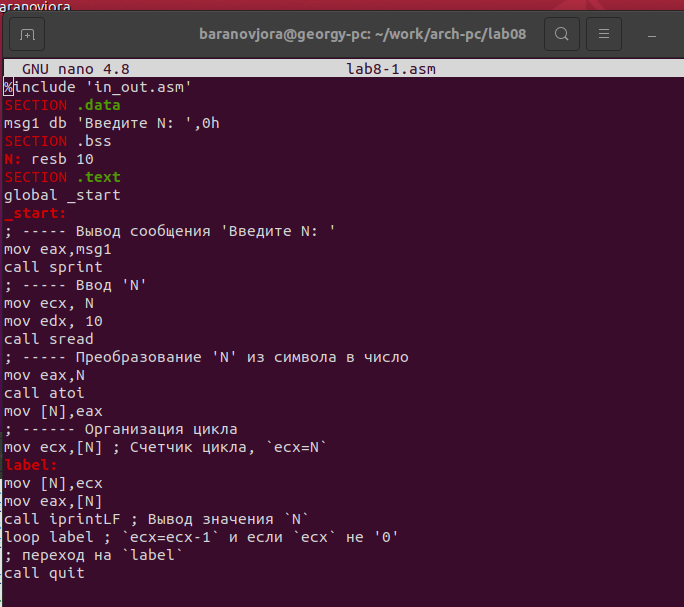 baranovjora
baranovjora@georgy-pc: ~/work/arch-pc/lab08
GNU nano 4.8 lab8-1.asm
%include 'in_out.asm'
SECTION .data
msg1 db 'Введите N: ',0h
SECTION .bss
N: resb 10
SECTION .text
global _start
_start:
; ----- Вывод сообщения 'Введите N: '
mov eax,msg1
call sprint
; ----- Ввод 'N'
mov ecx, N
mov edx, 10
call sread
; ----- Преобразование 'N' из символа в число
mov eax,N
call atoi
mov [N],eax
; ------ Организация цикла
mov ecx,[N] ; Счетчик цикла, `ecx=N`
label:
mov [N],ecx
mov eax,[N]
call iprintLF ; Вывод значения `N`
loop label ; `ecx=ecx-1` и если `ecx` не '0'
; переход на `label`
call quit